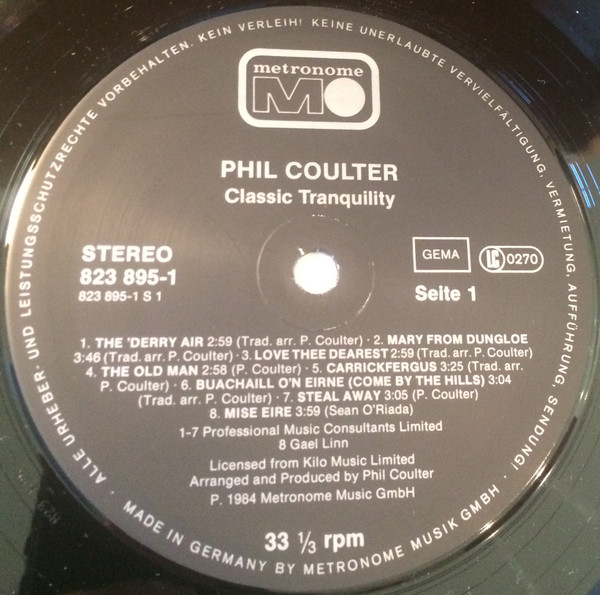 ALLE URHEBER- UND LEISTUNGSSCHUTZRECHTE VORBEHALTEN. KEIN VERLEIH! KEINE UNERLAUBTE VERVIELFÄLTIGUNG, VERMIETUNG, AUFFÜHRUNG, SENDUNG!
metronome
MO
PHIL COULTER
Classic Tranquility
STEREO
823 895-1
823 895-1 S 1
GEMA
LC 0270
Seite 1
1. THE 'DERRY AIR 2:59 (Trad. arr. P. Coulter) · 2. MARY FROM DUNGLOE
3:46 (Trad. arr. P. Coulter) · 3. LOVE THEE DEAREST 2:59 (Trad. arr. P. Coulter)
4. THE OLD MAN 2:58 (P. Coulter) · 5. CARRICKFERGUS 3:25 (Trad. arr.
P. Coulter) · 6. BUACHAILL O'N EIRNE (COME BY THE HILLS) 3:04
(Trad. arr. P. Coulter) · 7. STEAL AWAY 3:05 (P. Coulter)
8. MISE EIRE 3:59 (Sean O'Riada)
1-7 Professional Music Consultants Limited
8 Gael Linn
Licensed from Kilo Music Limited
Arranged and Produced by Phil Coulter
P. 1984 Metronome Music GmbH
33 ⅓ rpm
· MADE IN GERMANY BY METRONOME MUSIK GMBH ·